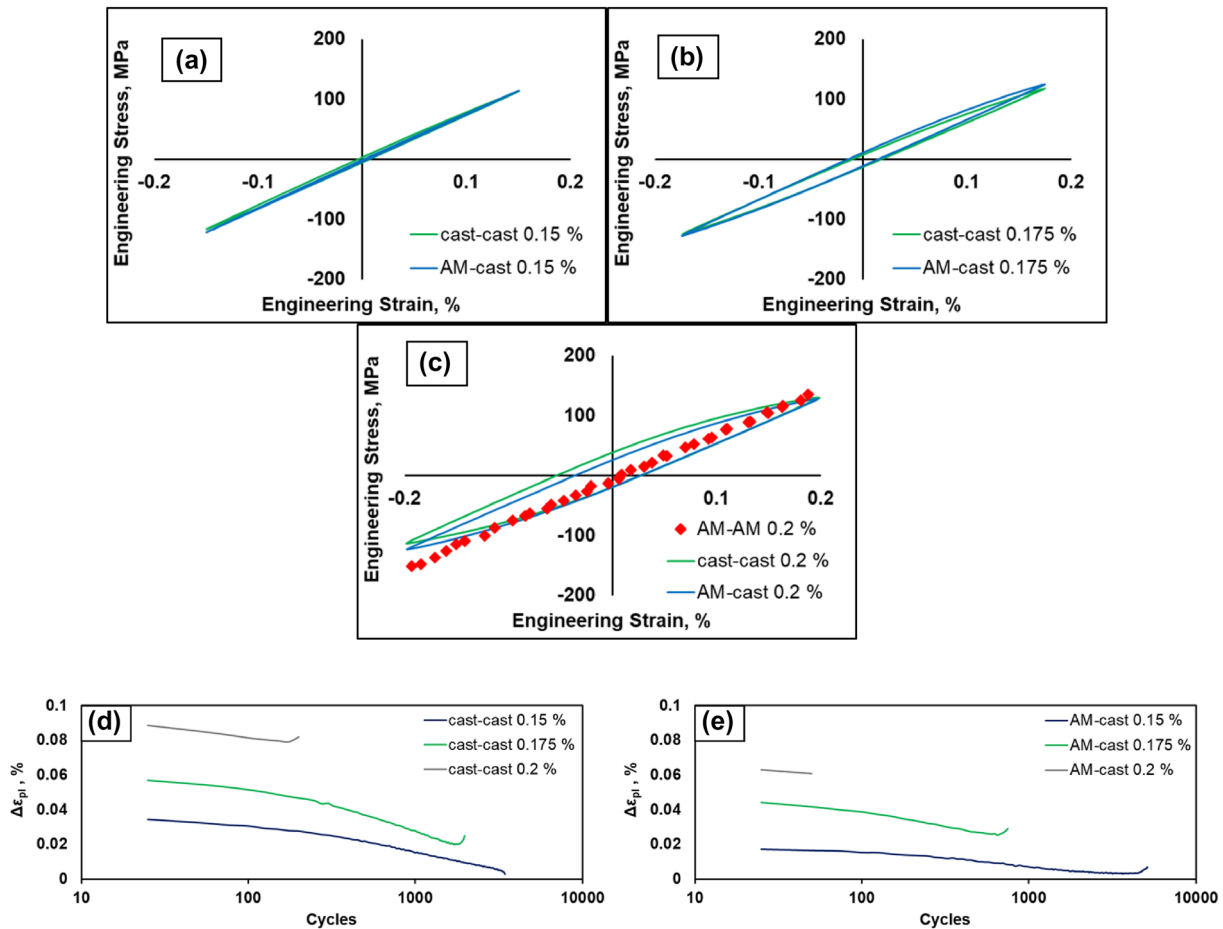 (a)
Engineering Stress, MPa
200
100
-0.2
-0.1
0.1
0.2
-100
-200
cast-cast 0.15 %
AM-cast 0.15 %
Engineering Strain, %
(b)
Engineering Stress, MPa
200
100
-0.2
-0.1
0.1
0.2
-100
-200
cast-cast 0.175 %
AM-cast 0.175 %
Engineering Strain, %
(c)
Engineering Stress, MPa
200
100
-0.2
0.1
0.2
-100
-200
AM-AM 0.2 %
cast-cast 0.2 %
AM-cast 0.2 %
Engineering Strain, %
(d)
Δεpl , %
0.1
0.08
0.06
0.04
0.02
0
cast-cast 0.15 %
cast-cast 0.175 %
cast-cast 0.2 %
10
100
1000
10000
Cycles
(e)
Δεpl , %
0.1
0.08
0.06
0.04
0.02
0
AM-cast 0.15 %
AM-cast 0.175 %
AM-cast 0.2 %
10
100
1000
10000
Cycles